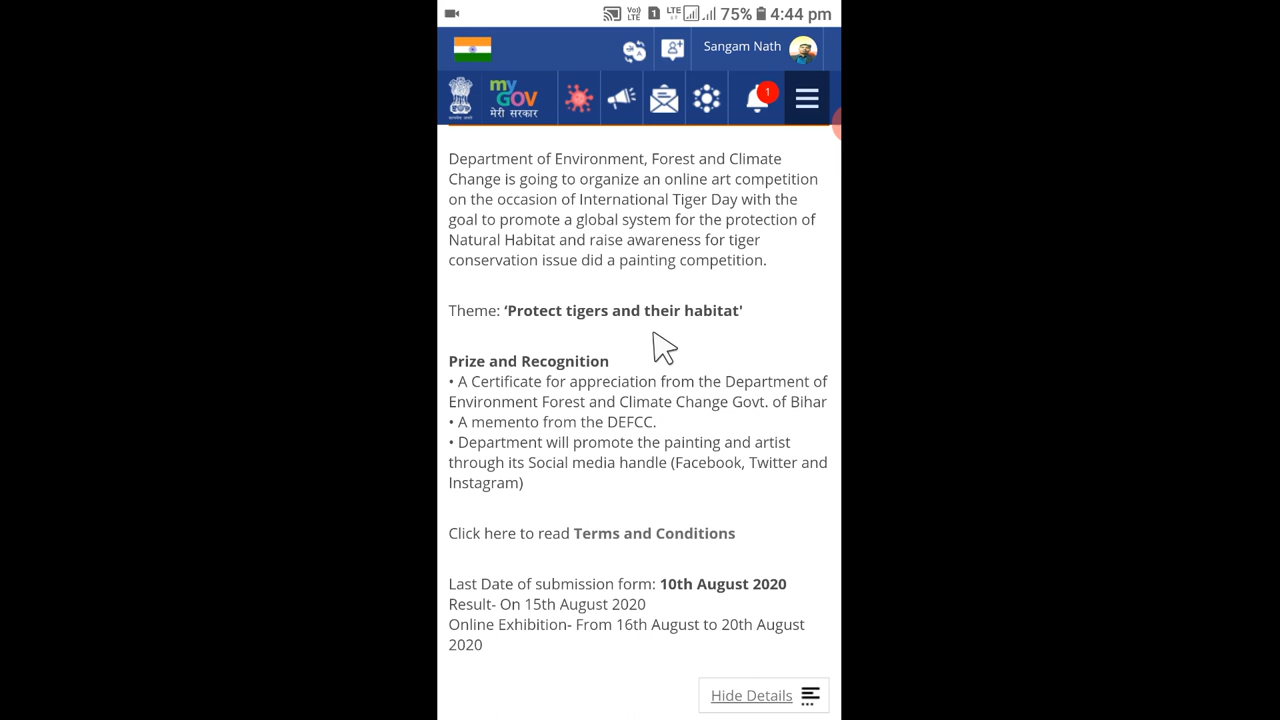 Vo)) LTE 1 LTE 75% 4:44 pm
Sangam Nath
my GOV
मेरी सरकार
1
Department of Environment, Forest and Climate
Change is going to organize an online art competition
on the occasion of International Tiger Day with the
goal to promote a global system for the protection of
Natural Habitat and raise awareness for tiger
conservation issue did a painting competition.
Theme: ‘Protect tigers and their habitat'
Prize and Recognition
• A Certificate for appreciation from the Department of
Environment Forest and Climate Change Govt. of Bihar
• A memento from the DEFCC.
• Department will promote the painting and artist
through its Social media handle (Facebook, Twitter and
Instagram)
Click here to read Terms and Conditions
Last Date of submission form: 10th August 2020
Result- On 15th August 2020
Online Exhibition- From 16th August to 20th August
2020
Hide Details